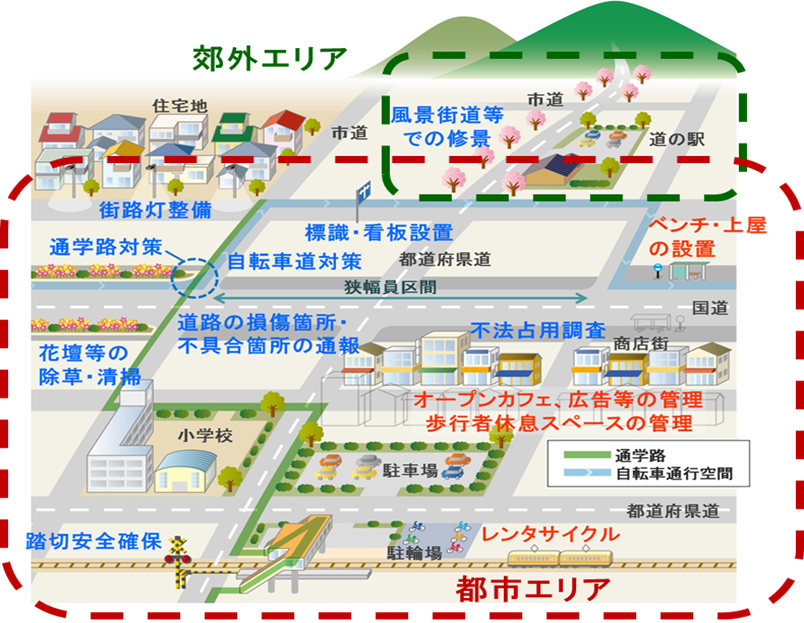 郊外エリア
住宅地
市道
市道
風景街道等
での修景
道の駅
街路灯整備
標識・看板設置
ベンチ・上屋
の設置
通学路対策
自転車道対策
都道府県道
狭幅員区間
国道
道路の損傷箇所・
不具合箇所の通報
不法占用調査
商店街
花壇等の
除草・清掃
オープンカフェ、広告等の管理
歩行者休息スペースの管理
小学校
駐車場
通学路
自転車通行空間
都道府県道
踏切安全確保
駐輪場
レンタサイクル
都市エリア